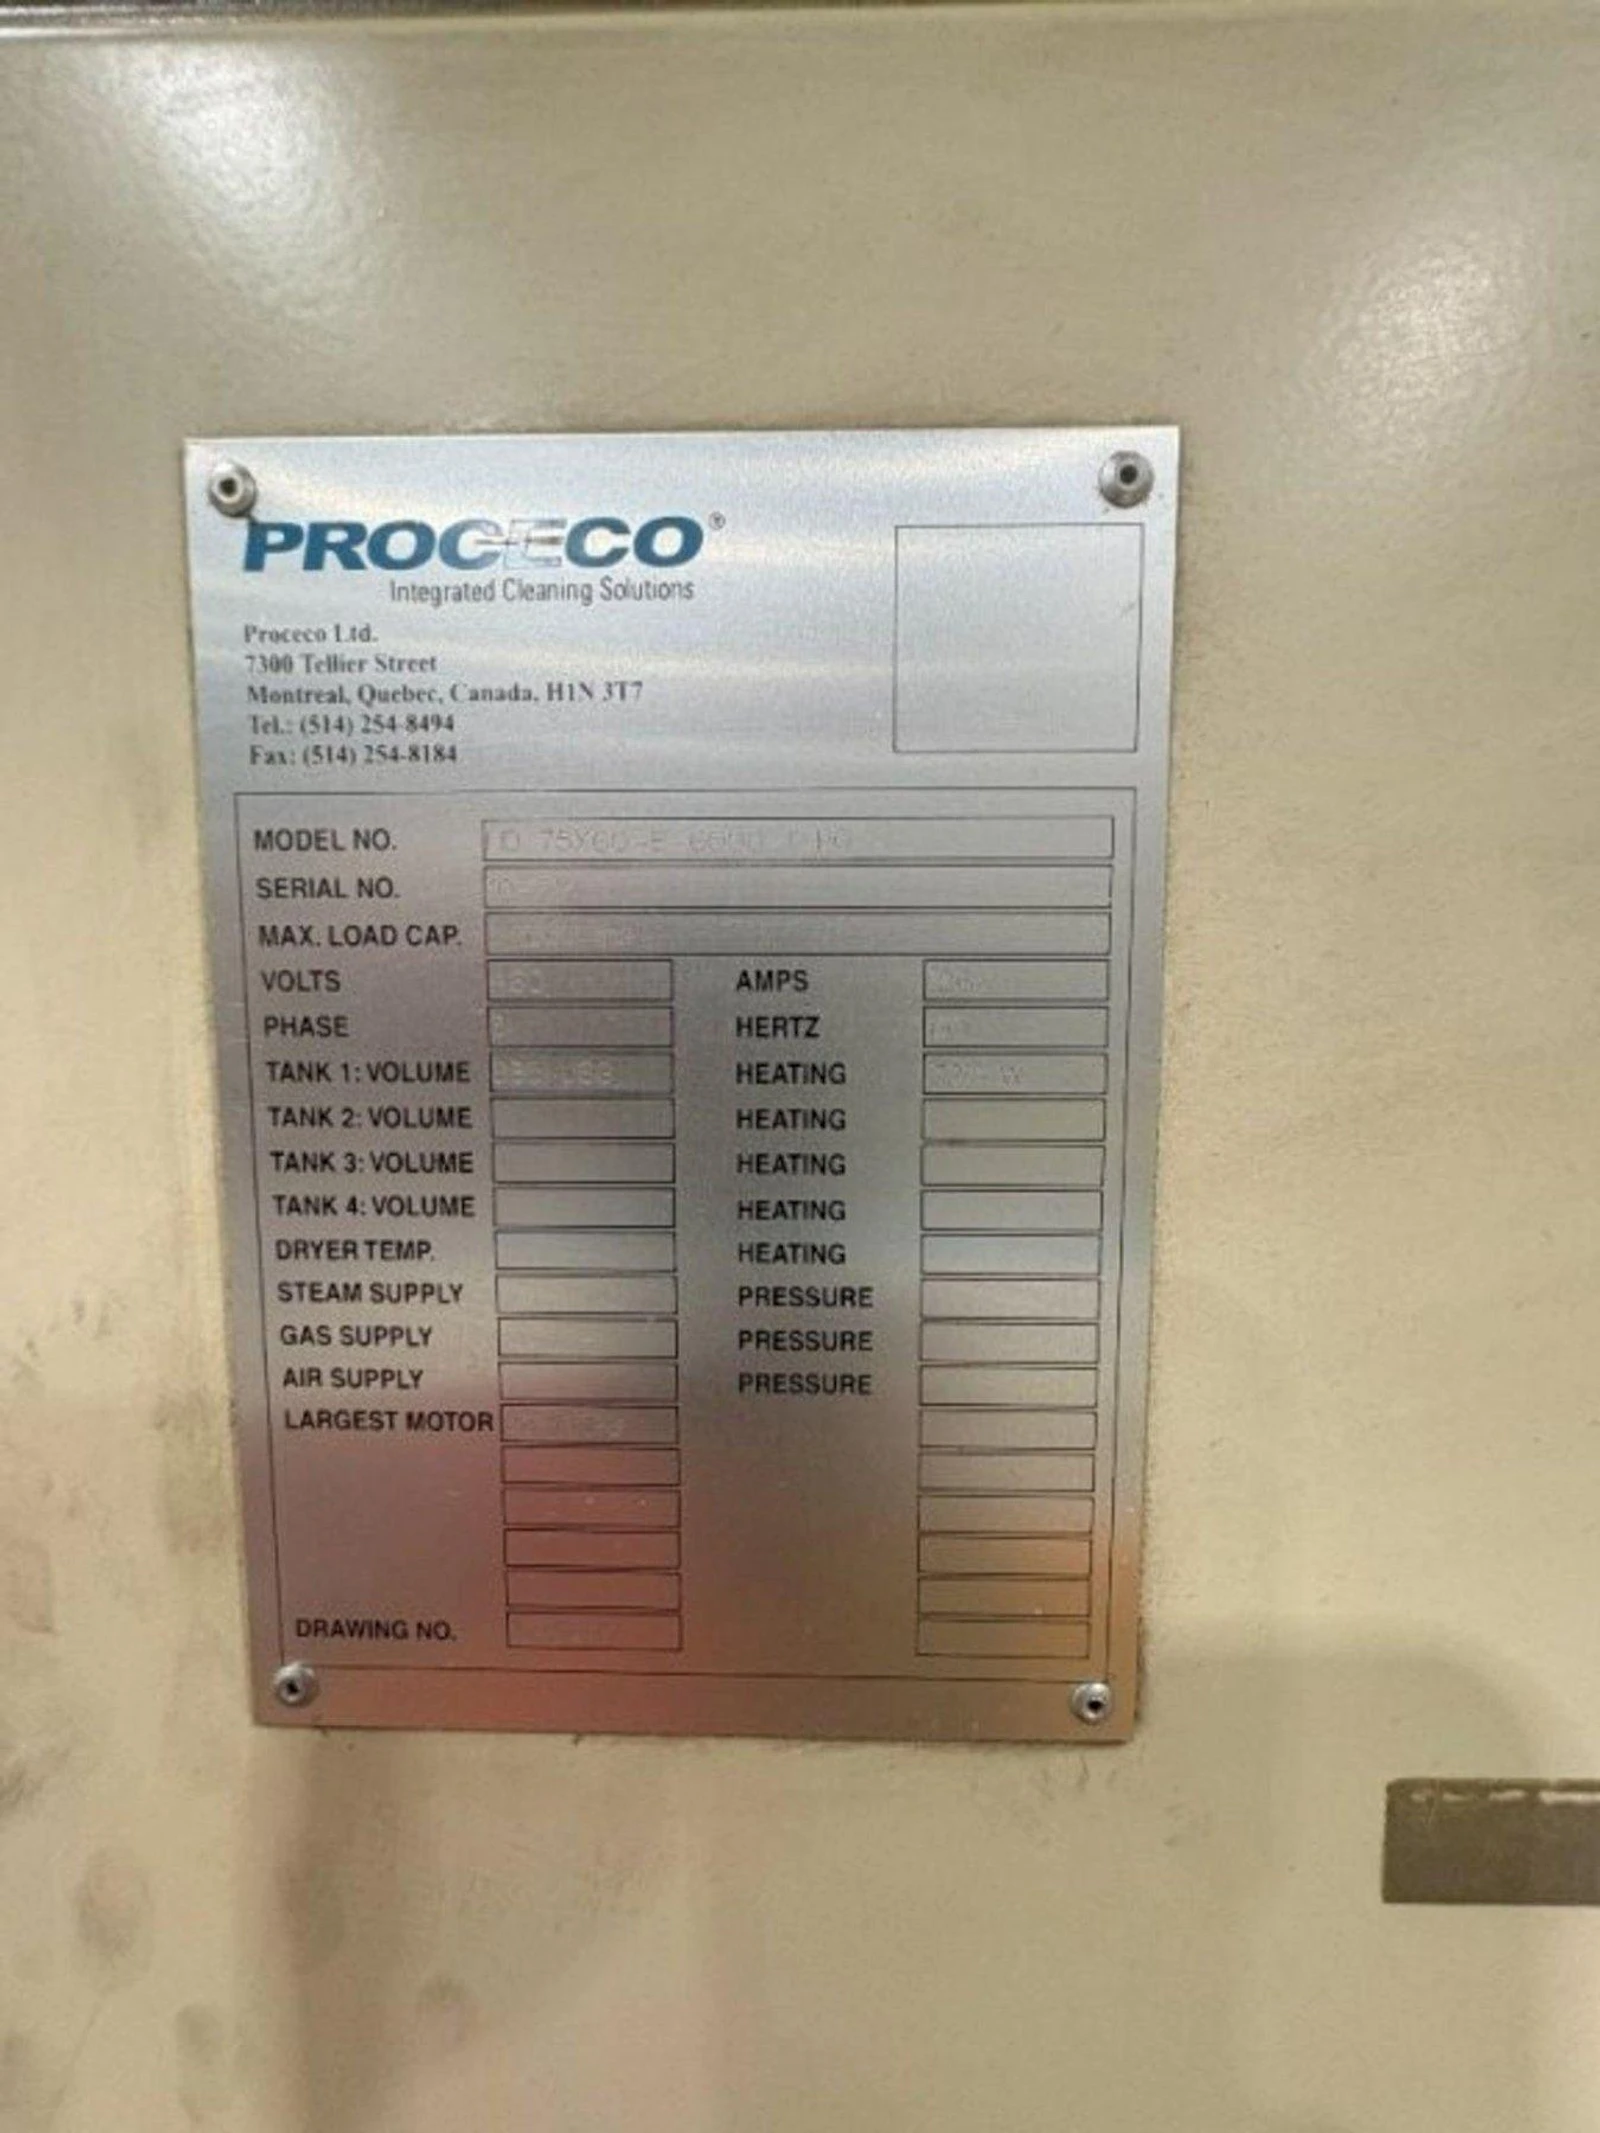 PROCECO®
Integrated Cleaning Solutions
Proceco Ltd.
7300 Tellier Street
Montreal, Quebec, Canada, H1N 3T7
Tel.: (514) 254-8494
Fax: (514) 254-8184
MODEL NO.
SERIAL NO.
MAX. LOAD CAP.
VOLTS AMPS
PHASE HERTZ
TANK 1: VOLUME HEATING
TANK 2: VOLUME HEATING
TANK 3: VOLUME HEATING
TANK 4: VOLUME HEATING
DRYER TEMP. HEATING
STEAM SUPPLY PRESSURE
GAS SUPPLY PRESSURE
AIR SUPPLY PRESSURE
LARGEST MOTOR
DRAWING NO.